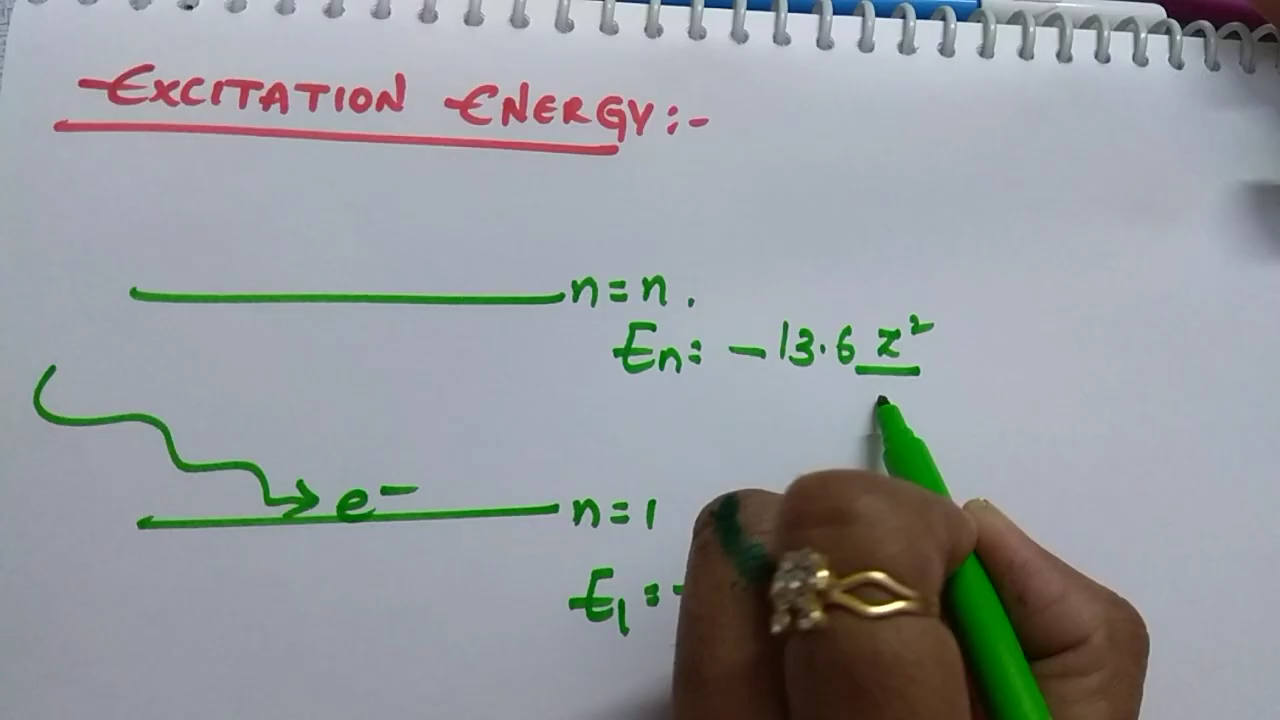 EXCITATION ENERGY:-
n=n.
En: -13.6 z²
e⁻
n=1
E₁:-